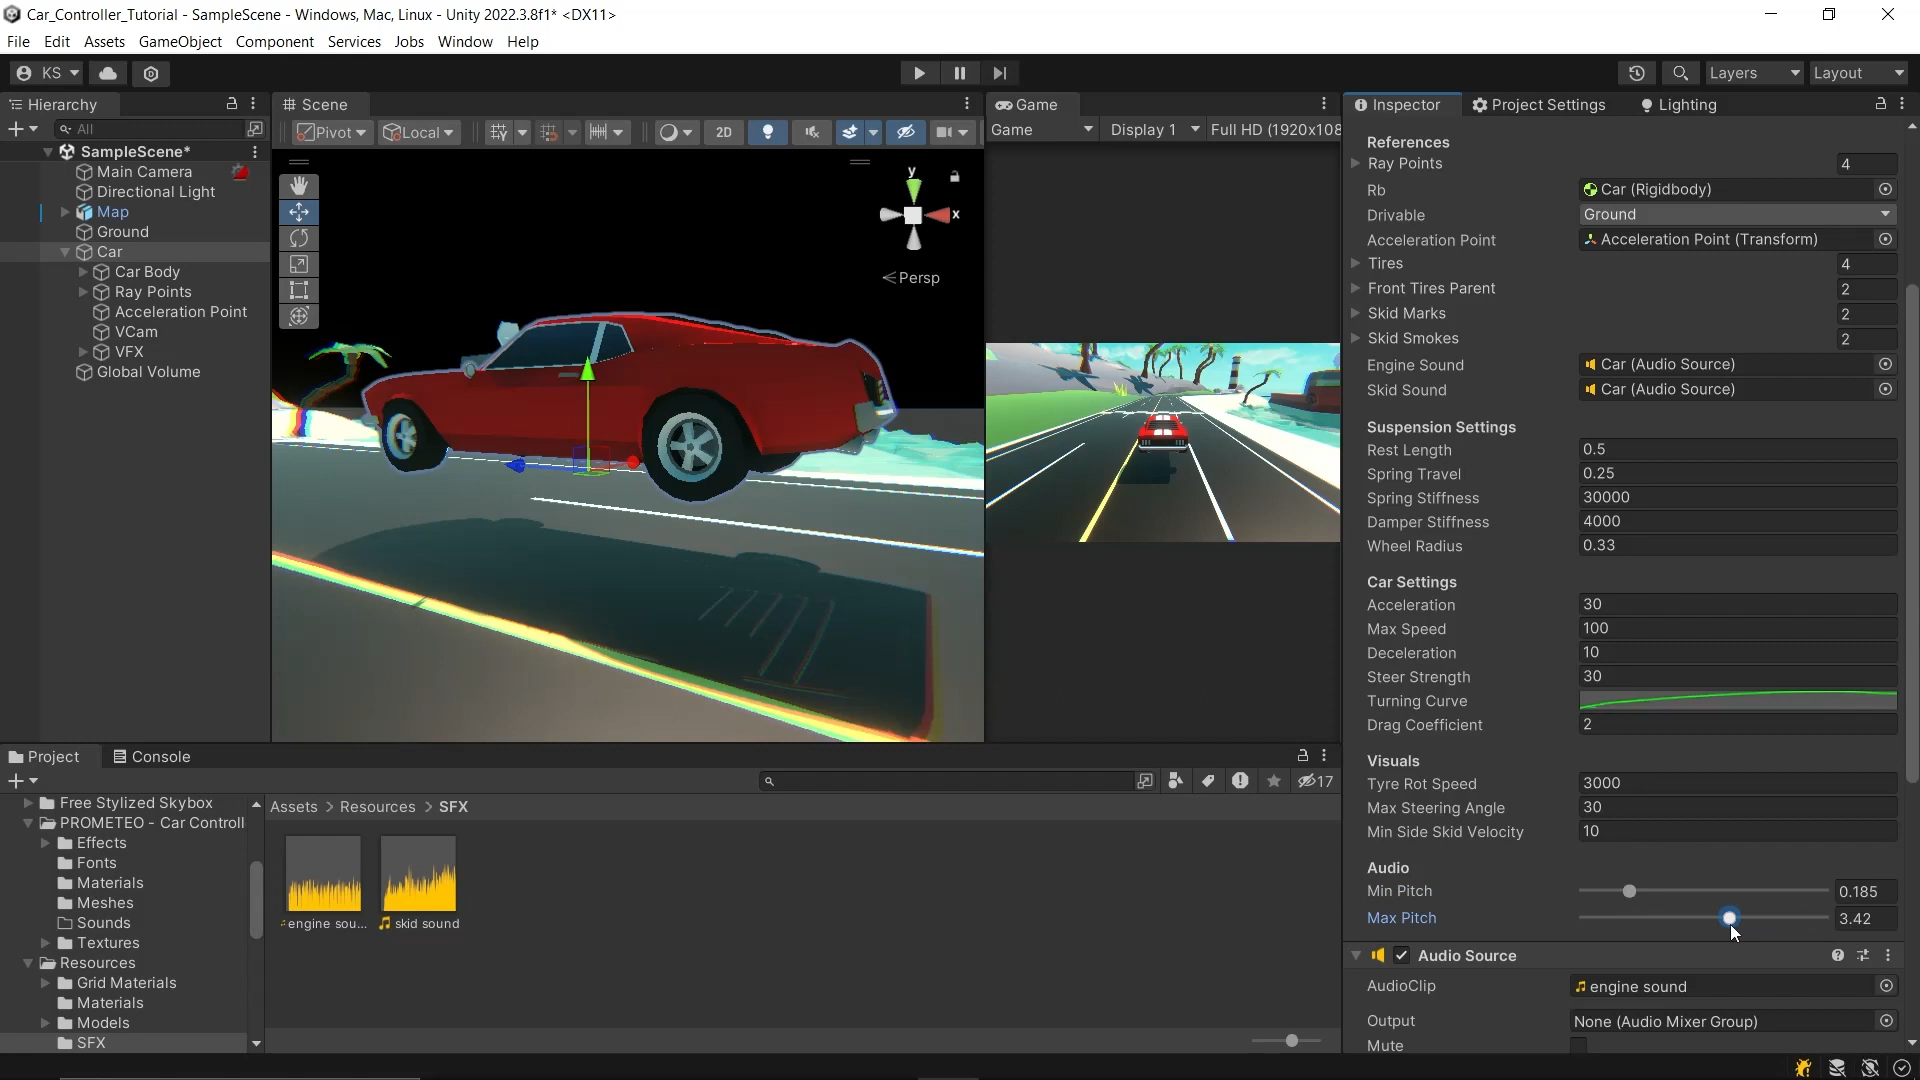 Car_Controller_Tutorial - SampleScene - Windows, Mac, Linux - Unity 2022.3.8f1* <DX11>
File Edit Assets GameObject Component Services Jobs Window Help
KS Layers Layout
Hierarchy
All
SampleScene*
Main Camera
Directional Light
Map
Ground
Car
Car Body
Ray Points
Acceleration Point
VCam
VFX
Global Volume
Scene
Pivot Local 2D
y
x
Persp
Game
Game Display 1 Full HD (1920x108
Inspector Project Settings Lighting
References
Ray Points 4
Rb Car (Rigidbody)
Drivable Ground
Acceleration Point Acceleration Point (Transform)
Tires 4
Front Tires Parent 2
Skid Marks 2
Skid Smokes 2
Engine Sound Car (Audio Source)
Skid Sound Car (Audio Source)
Suspension Settings
Rest Length 0.5
Spring Travel 0.25
Spring Stiffness 30000
Damper Stiffness 4000
Wheel Radius 0.33
Car Settings
Acceleration 30
Max Speed 100
Deceleration 10
Steer Strength 30
Turning Curve
Drag Coefficient 2
Visuals
Tyre Rot Speed 3000
Max Steering Angle 30
Min Side Skid Velocity 10
Audio
Min Pitch 0.185
Max Pitch 3.42
Audio Source
AudioClip engine sound
Output None (Audio Mixer Group)
Mute
Project Console
17
Free Stylized Skybox
PROMETEO - Car Controll
Effects
Fonts
Materials
Meshes
Sounds
Textures
Resources
Grid Materials
Materials
Models
SFX
Assets > Resources > SFX
engine sou... skid sound